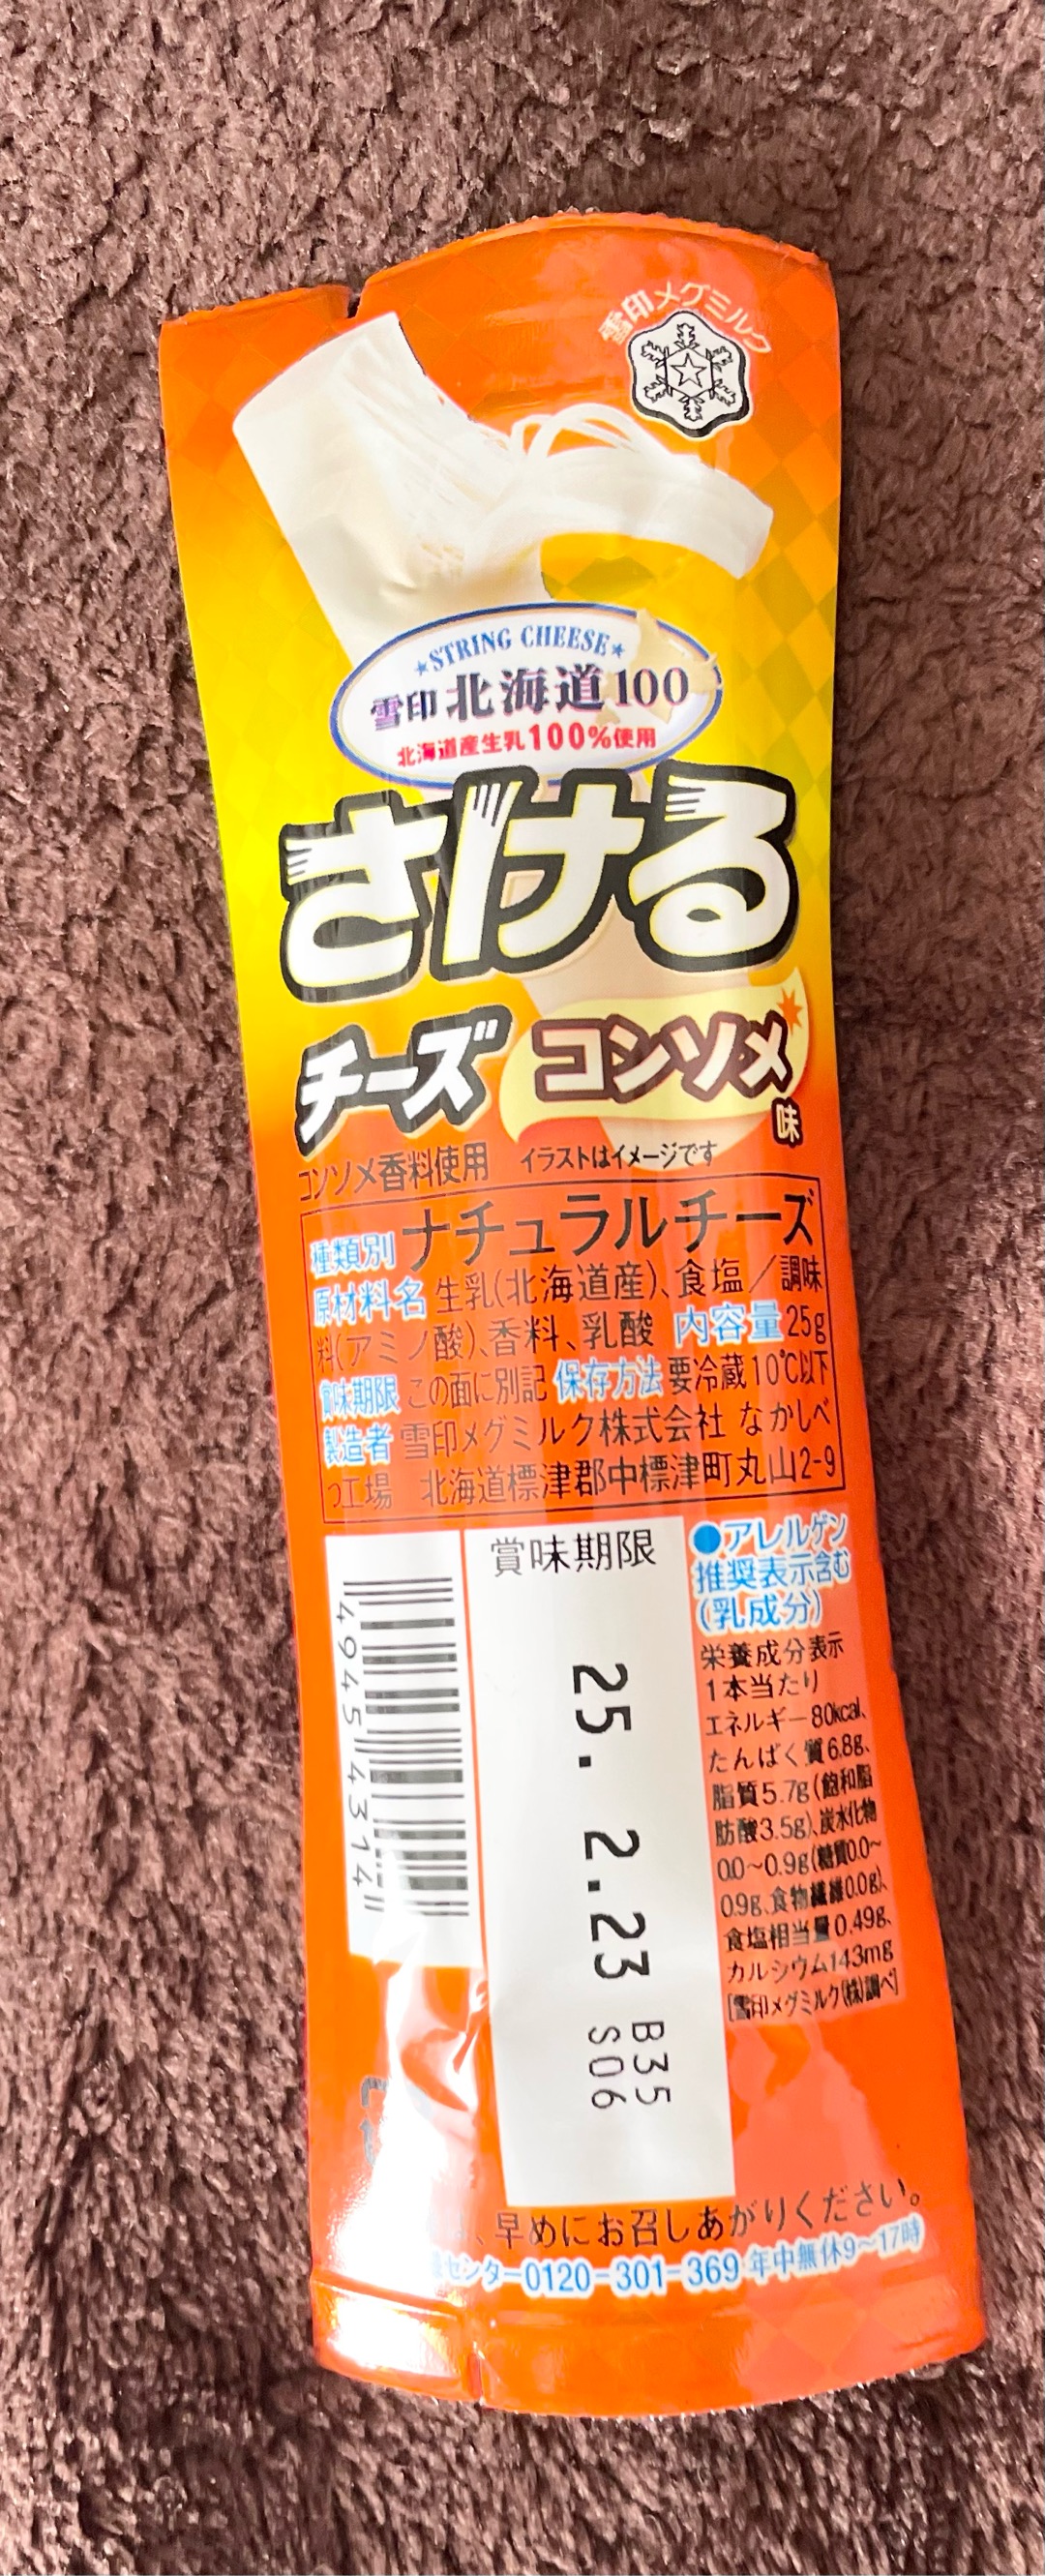 雪印メグミルク
★STRING CHEESE★
雪印 北海道100
北海道産生乳100%使用
さける
チーズ コンソメ
味
コンソメ香料使用 イラストはイメージです
種類別 ナチュラルチーズ
原材料名 生乳(北海道産)、食塩／調味
料(アミノ酸)、香料、乳酸 内容量 25g
賞味期限 この面に別記 保存方法 要冷蔵10℃以下
製造者 雪印メグミルク株式会社 なかしべ
つ工場 北海道標津郡中標津町丸山2-9
4945 4314
賞味期限
25. 2.23
B35
S06
●アレルゲン
推奨表示含む
(乳成分)
栄養成分表示
1本当たり
エネルギー80kcal、
たんぱく質6.8g、
脂質5.7g(飽和脂
肪酸3.5g)、炭水化物
0.0～0.9g(糖質0.0～
0.9g、食物繊維0.0g)、
食塩相当量0.49g、
カルシウム143mg
[雪印メグミルク(株)調べ]
、早めにお召しあがりください。
センター0120-301-369 年中無休9～17時